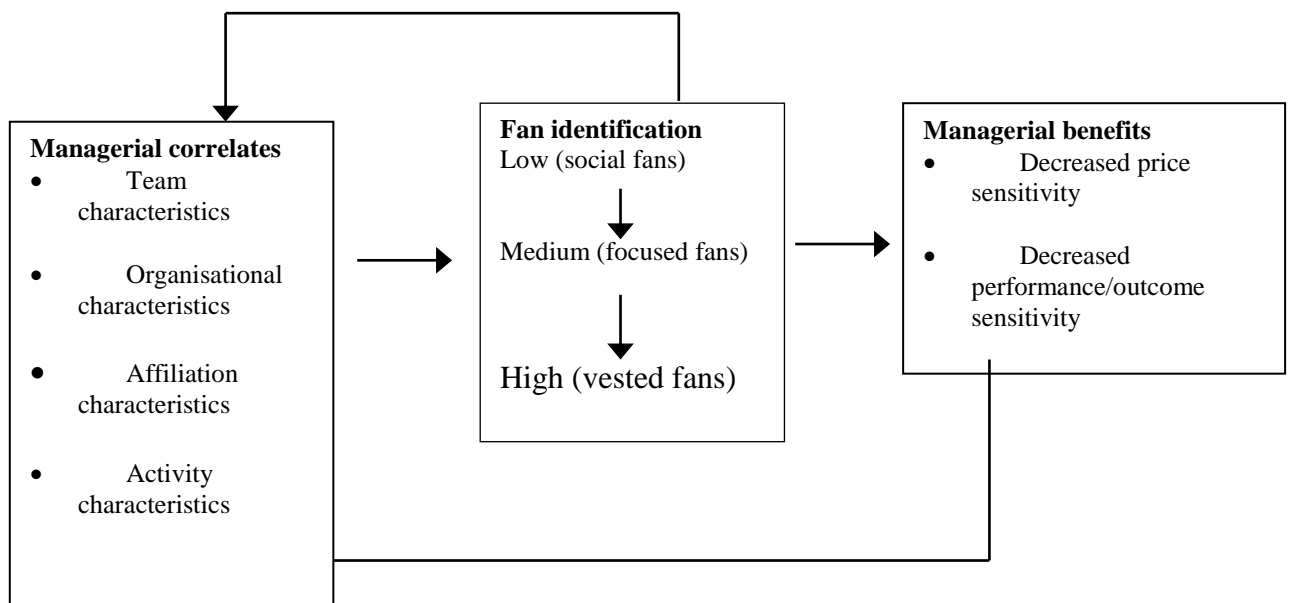 Managerial correlates
• Team
characteristics
• Organisational
characteristics
• Affiliation
characteristics
• Activity
characteristics
Fan identification
Low (social fans)
Medium (focused fans)
High (vested fans)
Managerial benefits
• Decreased price
sensitivity
• Decreased
performance/outcome
sensitivity